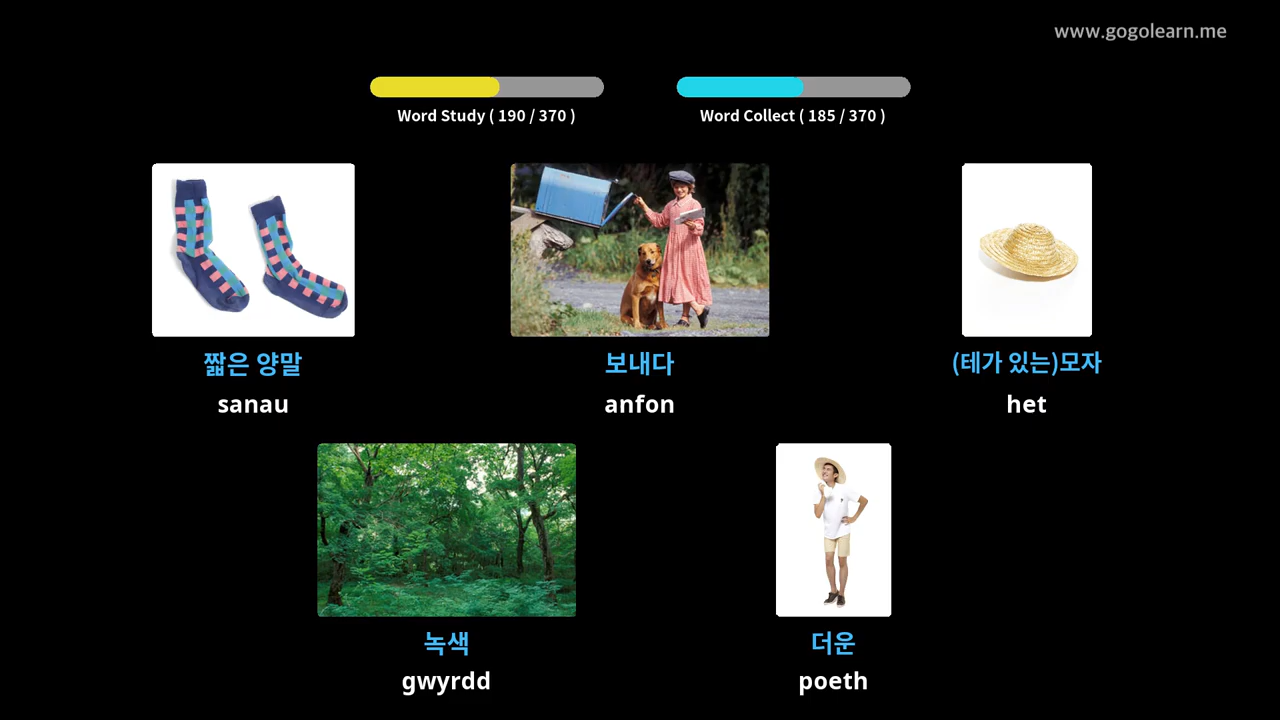 www.gogolearn.me
Word Study ( 190 / 370 )
Word Collect ( 185 / 370 )
짧은 양말
보내다
(테가 있는)모자
sanau
anfon
het
녹색
더운
gwyrdd
poeth